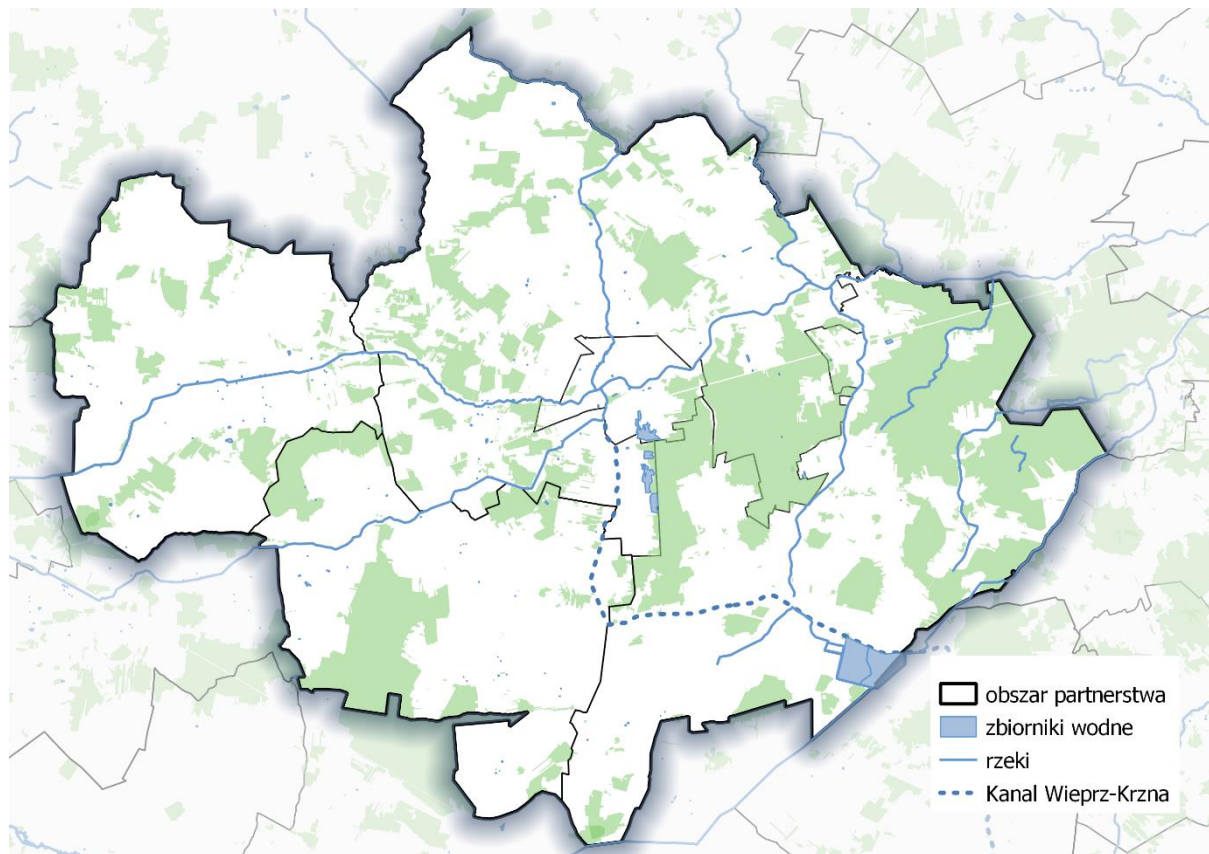 obszar partnerstwa
zbiorniki wodne
rzeki
Kanał Wieprz-Krzna